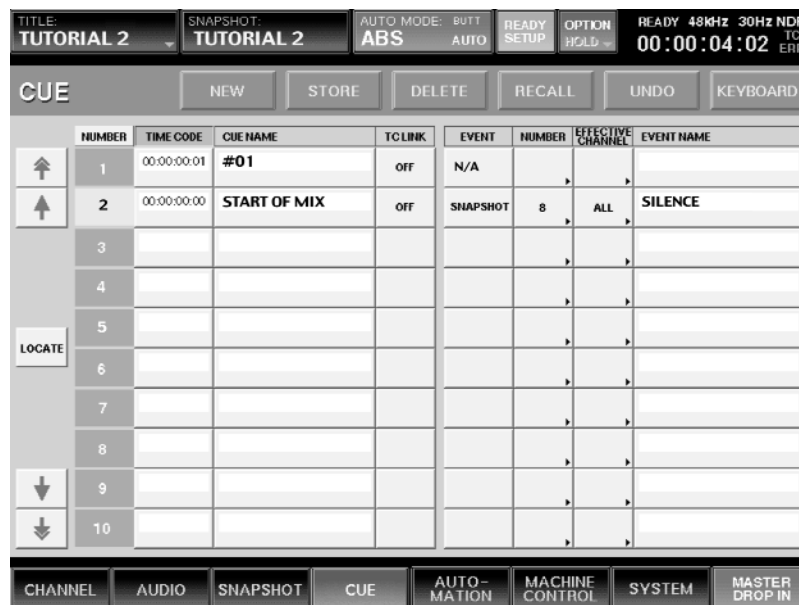 TITLE: SNAPSHOT: AUTO MODE: BUTT READY SETUP OPTION HOLD READY 48kHz 30Hz
TUTORIAL 2 TUTORIAL 2 ABS AUTO 00:00:04:02
CUE NEW STORE DELETE RECALL UNDO KEYBOARD
NUMBER TIME CODE CUE NAME TC LINK EVENT NUMBER EFFECTIVE CHANNEL EVENT NAME
1 00:00:00:01 #01 OFF N/A
2 00:00:00:00 START OF MIX OFF SNAPSHOT 8 ALL SILENCE
3
4
5
LOCATE
6
7
8
9
10
CHANNEL AUDIO SNAPSHOT CUE AUTO-MATION MACHINE CONTROL SYSTEM MASTER DROP IN